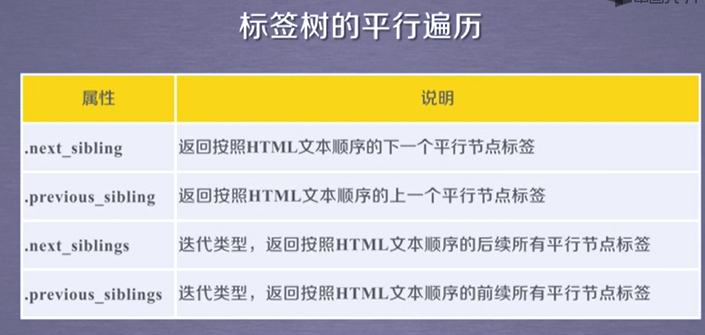 标签树的平行遍历
属性 说明
.next_sibling 返回按照HTML文本顺序的下一个平行节点标签
.previous_sibling 返回按照HTML文本顺序的上一个平行节点标签
.next_siblings 迭代类型，返回按照HTML文本顺序的后续所有平行节点标签
.previous_siblings 迭代类型，返回按照HTML文本顺序的前续所有平行节点标签